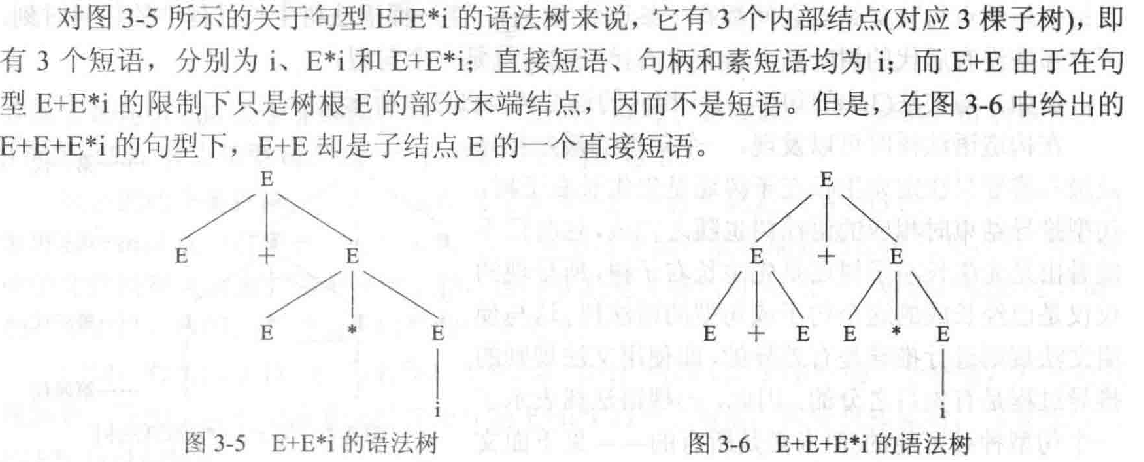 对图 3-5 所示的关于句型 E+E*i 的语法树来说，它有 3 个内部结点(对应 3 棵子树)，即
有 3 个短语，分别为 i、E*i 和 E+E*i；直接短语、句柄和素短语均为 i；而 E+E 由于在句
型 E+E*i 的限制下只是树根 E 的部分末端结点，因而不是短语。但是，在图 3-6 中给出的
E+E+E*i 的句型下，E+E 却是子结点 E 的一个直接短语。
E E
E + E E + E
E * E E + E E * E
i i
图 3-5 E+E*i 的语法树 图 3-6 E+E+E*i 的语法树